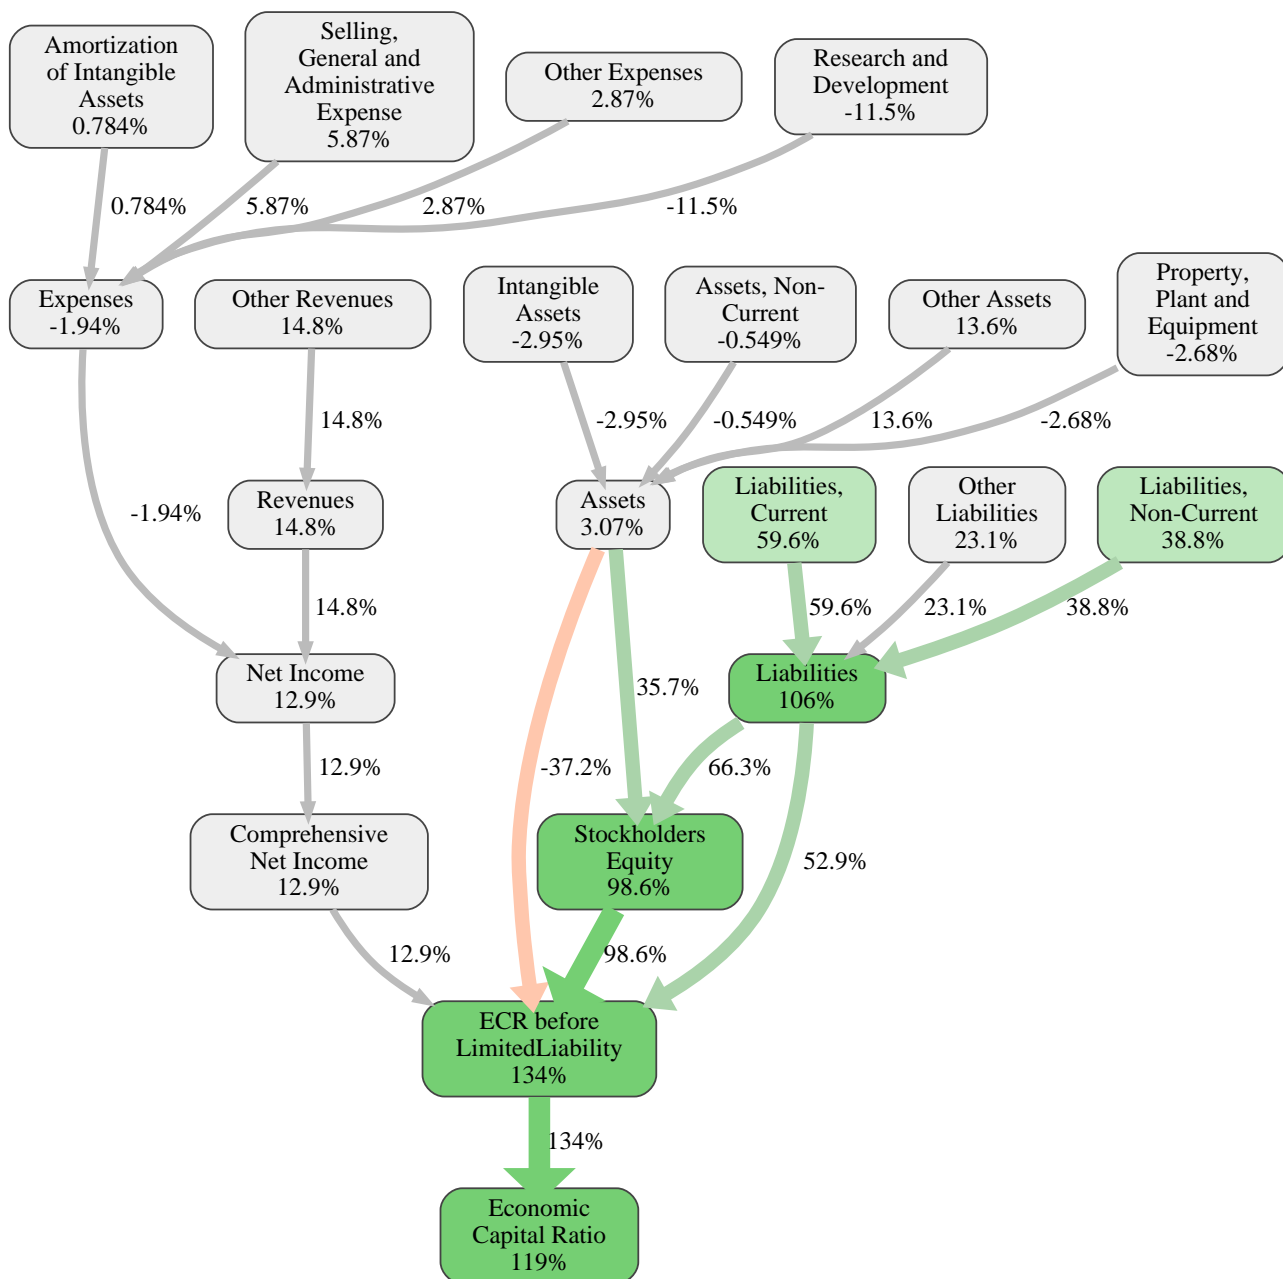 Amortization
of Intangible
Assets
0.784%
Selling,
General and
Administrative
Expense
5.87%
Other Expenses
2.87%
Research and
Development
-11.5%
0.784%
5.87%
2.87%
-11.5%
Expenses
-1.94%
Other Revenues
14.8%
Intangible
Assets
-2.95%
Assets, Non-
Current
-0.549%
Other Assets
13.6%
Property,
Plant and
Equipment
-2.68%
14.8%
-2.95%
-0.549%
13.6%
-2.68%
-1.94%
Revenues
14.8%
Assets
3.07%
Liabilities,
Current
59.6%
Other
Liabilities
23.1%
Liabilities,
Non-Current
38.8%
14.8%
59.6%
23.1%
38.8%
Net Income
12.9%
35.7%
Liabilities
106%
12.9%
-37.2%
66.3%
Comprehensive
Net Income
12.9%
Stockholders
Equity
98.6%
52.9%
12.9%
98.6%
ECR before
LimitedLiability
134%
134%
Economic
Capital Ratio
119%